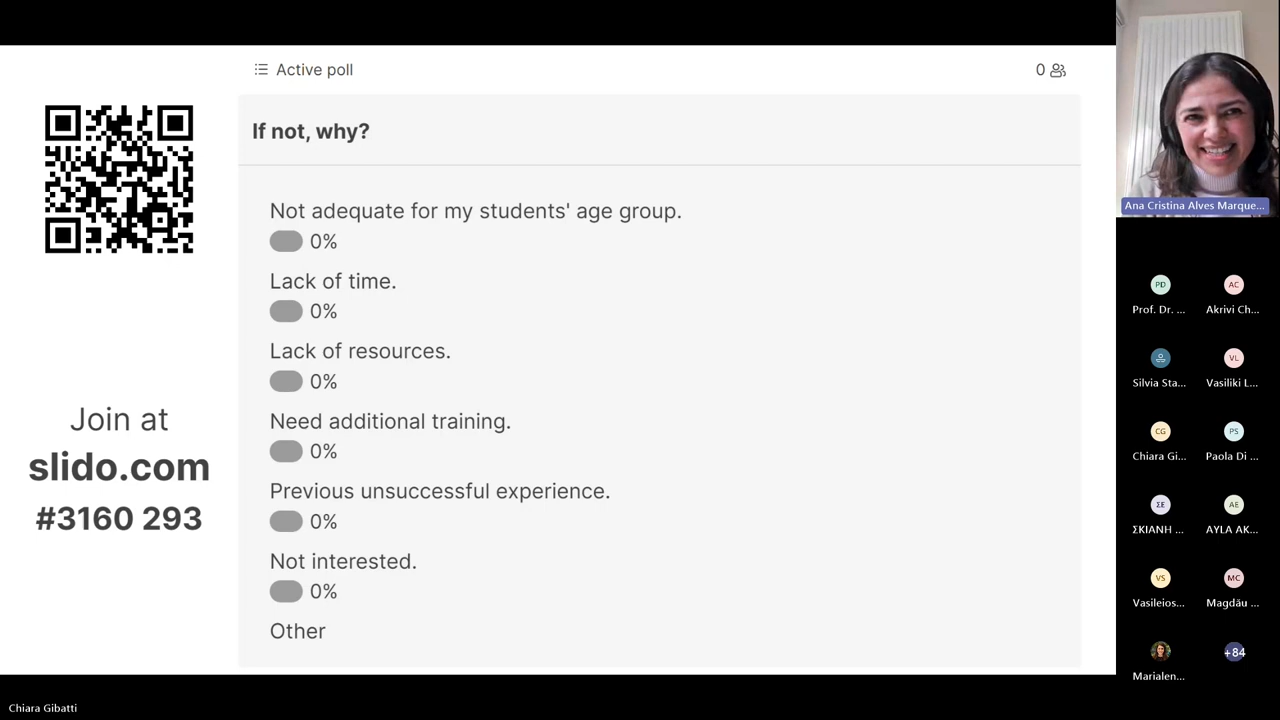 Active poll
0
If not, why?
Not adequate for my students' age group.
0%
Lack of time.
0%
Lack of resources.
0%
Need additional training.
0%
Previous unsuccessful experience.
0%
Not interested.
0%
Other
Join at
slido.com
#3160 293
Ana Cristina Alves Marque...
PD
AC
Prof. Dr. ...
Akrivi Ch...
VL
Silvia Sta...
Vasiliki L...
CG
PS
Chiara Gi...
Paola Di ...
ΣΕ
AE
ΣΚΙΑΝΗ ...
AYLA AK...
VS
MC
Vasileios...
Magdău ...
+84
Marialen...
Chiara Gibatti